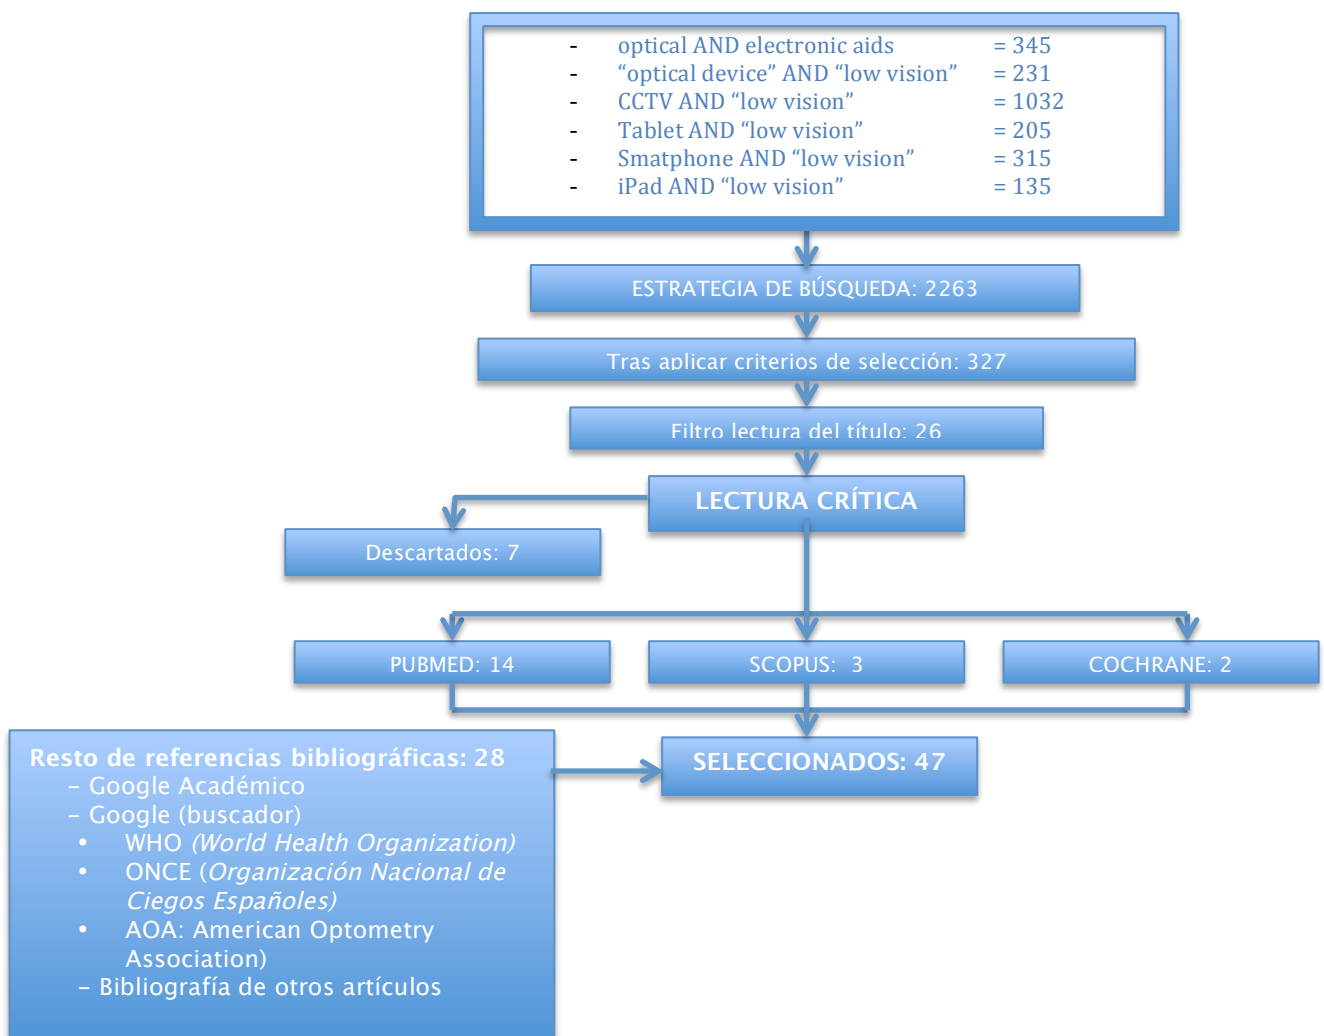 - optical AND electronic aids = 345
- “optical device” AND “low vision” = 231
- CCTV AND “low vision” = 1032
- Tablet AND “low vision” = 205
- Smatphone AND “low vision” = 315
- iPad AND “low vision” = 135
ESTRATEGIA DE BÚSQUEDA: 2263
Tras aplicar criterios de selección: 327
Filtro lectura del título: 26
LECTURA CRÍTICA
Descartados: 7
PUBMED: 14
SCOPUS: 3
COCHRANE: 2
Resto de referencias bibliográficas: 28
– Google Académico
– Google (buscador)
• WHO (World Health Organization)
• ONCE (Organización Nacional de
Ciegos Españoles)
• AOA: American Optometry
Association)
– Bibliografía de otros artículos
SELECCIONADOS: 47